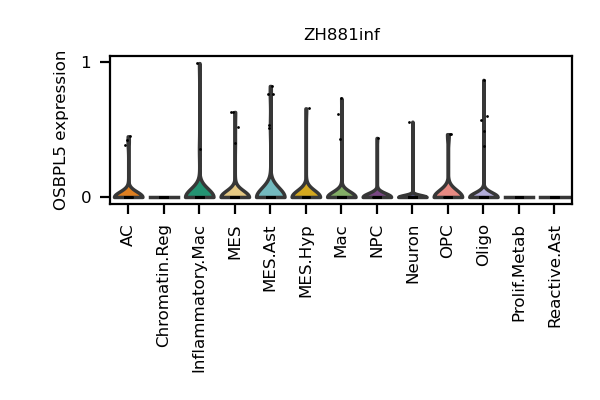 ZH881inf
OSBPL5 expression
1
0
AC
Chromatin.Reg
Inflammatory.Mac
MES
MES.Ast
MES.Hyp
Mac
NPC
Neuron
OPC
Oligo
Prolif.Metab
Reactive.Ast